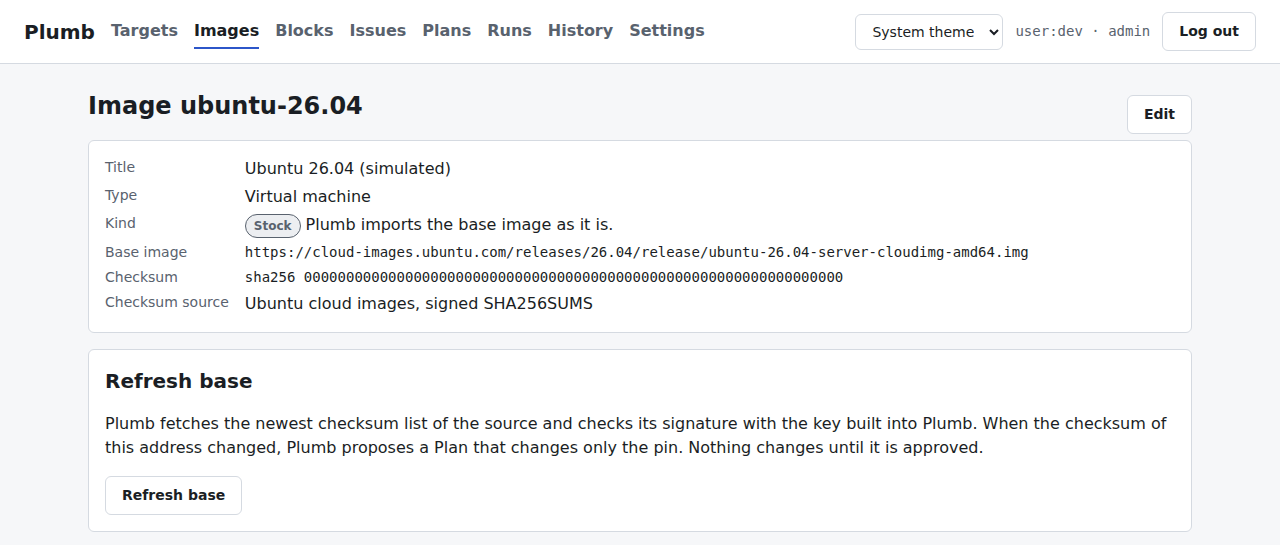 Plumb Targets Images Blocks Issues Plans Runs History Settings System theme user:dev · admin Log out
Image ubuntu-26.04
Edit
Title Ubuntu 26.04 (simulated)
Type Virtual machine
Kind Stock Plumb imports the base image as it is.
Base image https://cloud-images.ubuntu.com/releases/26.04/release/ubuntu-26.04-server-cloudimg-amd64.img
Checksum sha256 0000000000000000000000000000000000000000000000000000000000000000
Checksum source Ubuntu cloud images, signed SHA256SUMS
Refresh base
Plumb fetches the newest checksum list of the source and checks its signature with the key built into Plumb. When the checksum of
this address changed, Plumb proposes a Plan that changes only the pin. Nothing changes until it is approved.
Refresh base